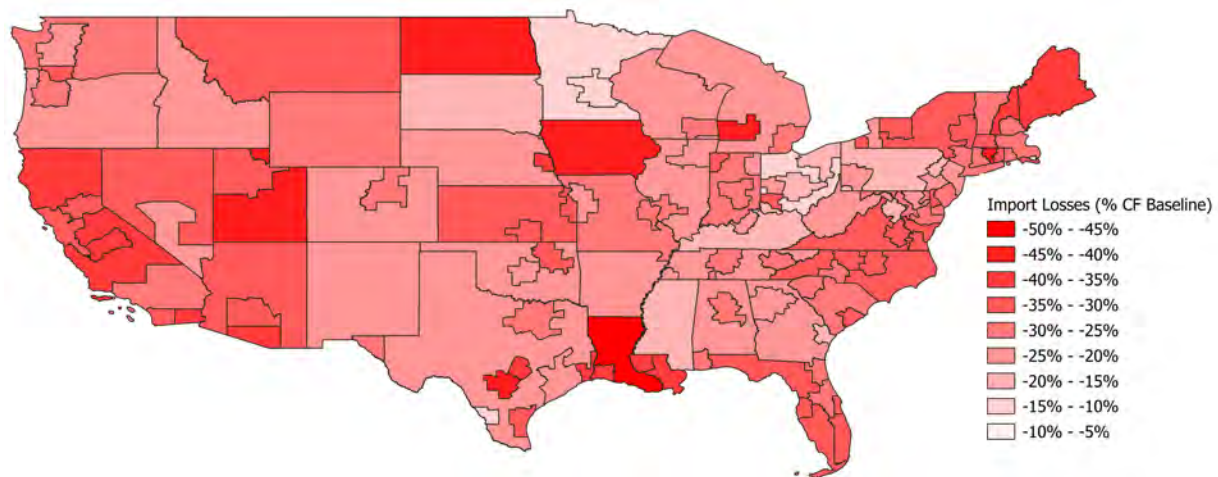 Import Losses (% CF Baseline)
-50% - -45%
-45% - -40%
-40% - -35%
-35% - -30%
-30% - -25%
-25% - -20%
-20% - -15%
-15% - -10%
-10% - -5%